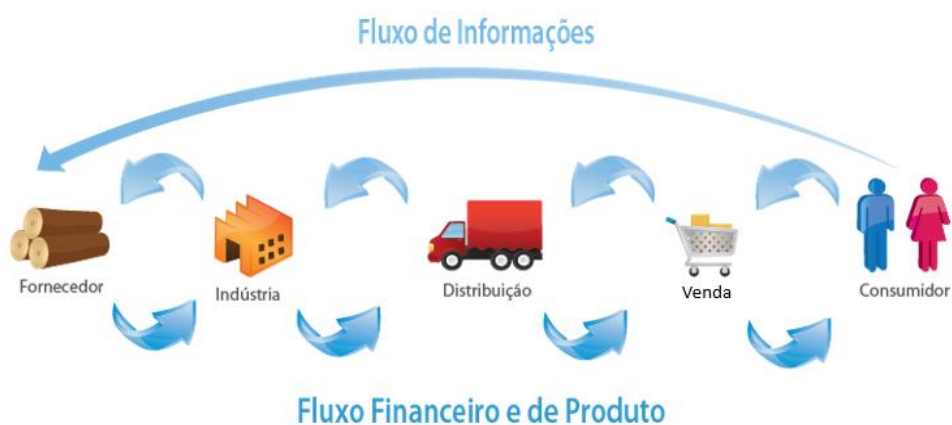 Fluxo de Informações
Fornecedor
Indústria
Distribuição
Venda
Consumidor
Fluxo Financeiro e de Produto